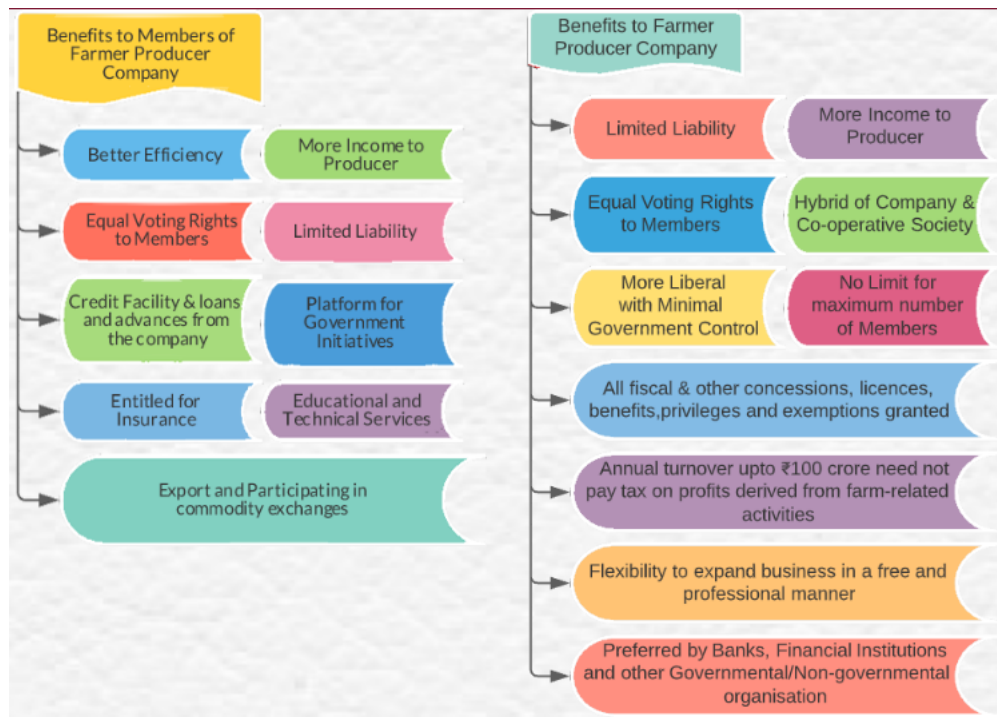 Benefits to Members of
Farmer Producer
Company
Better Efficiency
More Income to
Producer
Equal Voting Rights
to Members
Limited Liability
Credit Facility & loans
and advances from
the company
Platform for
Government
Initiatives
Entitled for
Insurance
Educational and
Technical Services
Export and Participating in
commodity exchanges
Benefits to Farmer
Producer Company
Limited Liability
More Income to
Producer
Equal Voting Rights
to Members
Hybrid of Company &
Co-operative Society
More Liberal
with Minimal
Government Control
No Limit for
maximum number
of Members
All fiscal & other concessions, licences,
benefits,privileges and exemptions granted
Annual turnover upto ₹100 crore need not
pay tax on profits derived from farm-related
activities
Flexibility to expand business in a free and
professional manner
Preferred by Banks, Financial Institutions
and other Governmental/Non-governmental
organisation